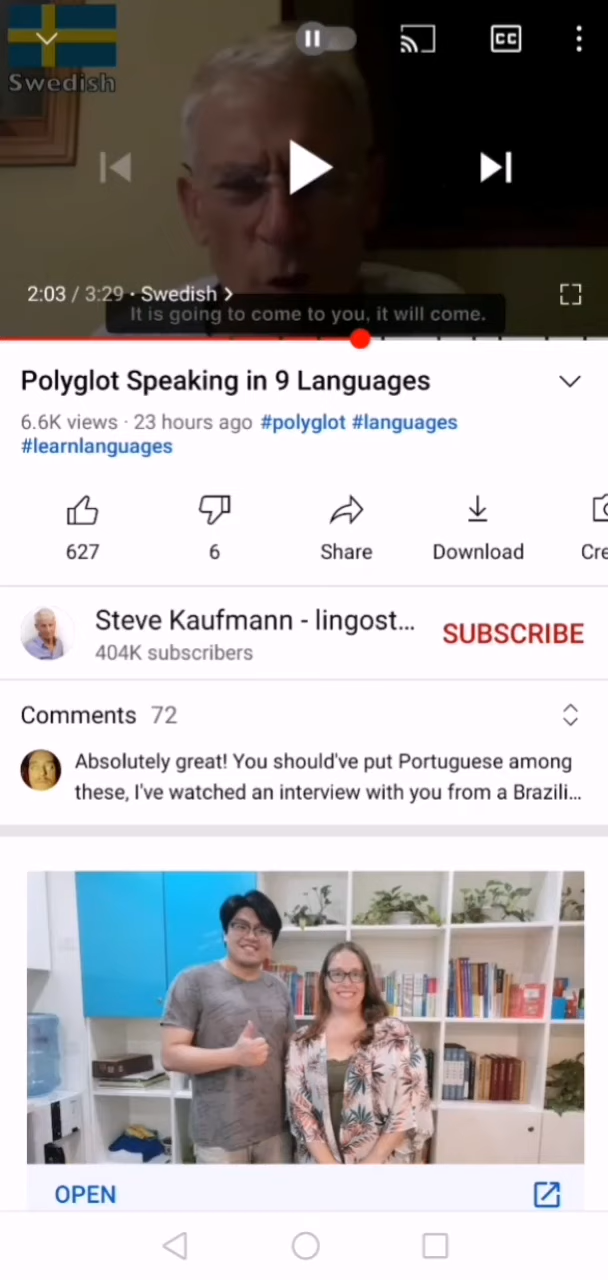 Swedish
CC
2:03 / 3:29 · Swedish
It is going to come to you, it will come.
Polyglot Speaking in 9 Languages
6.6K views · 23 hours ago #polyglot #languages
#learnlanguages
627
6
Share
Download
Cre
Steve Kaufmann - lingost...
SUBSCRIBE
404K subscribers
Comments 72
Absolutely great! You should've put Portuguese among
these, I've watched an interview with you from a Brazili...
OPEN